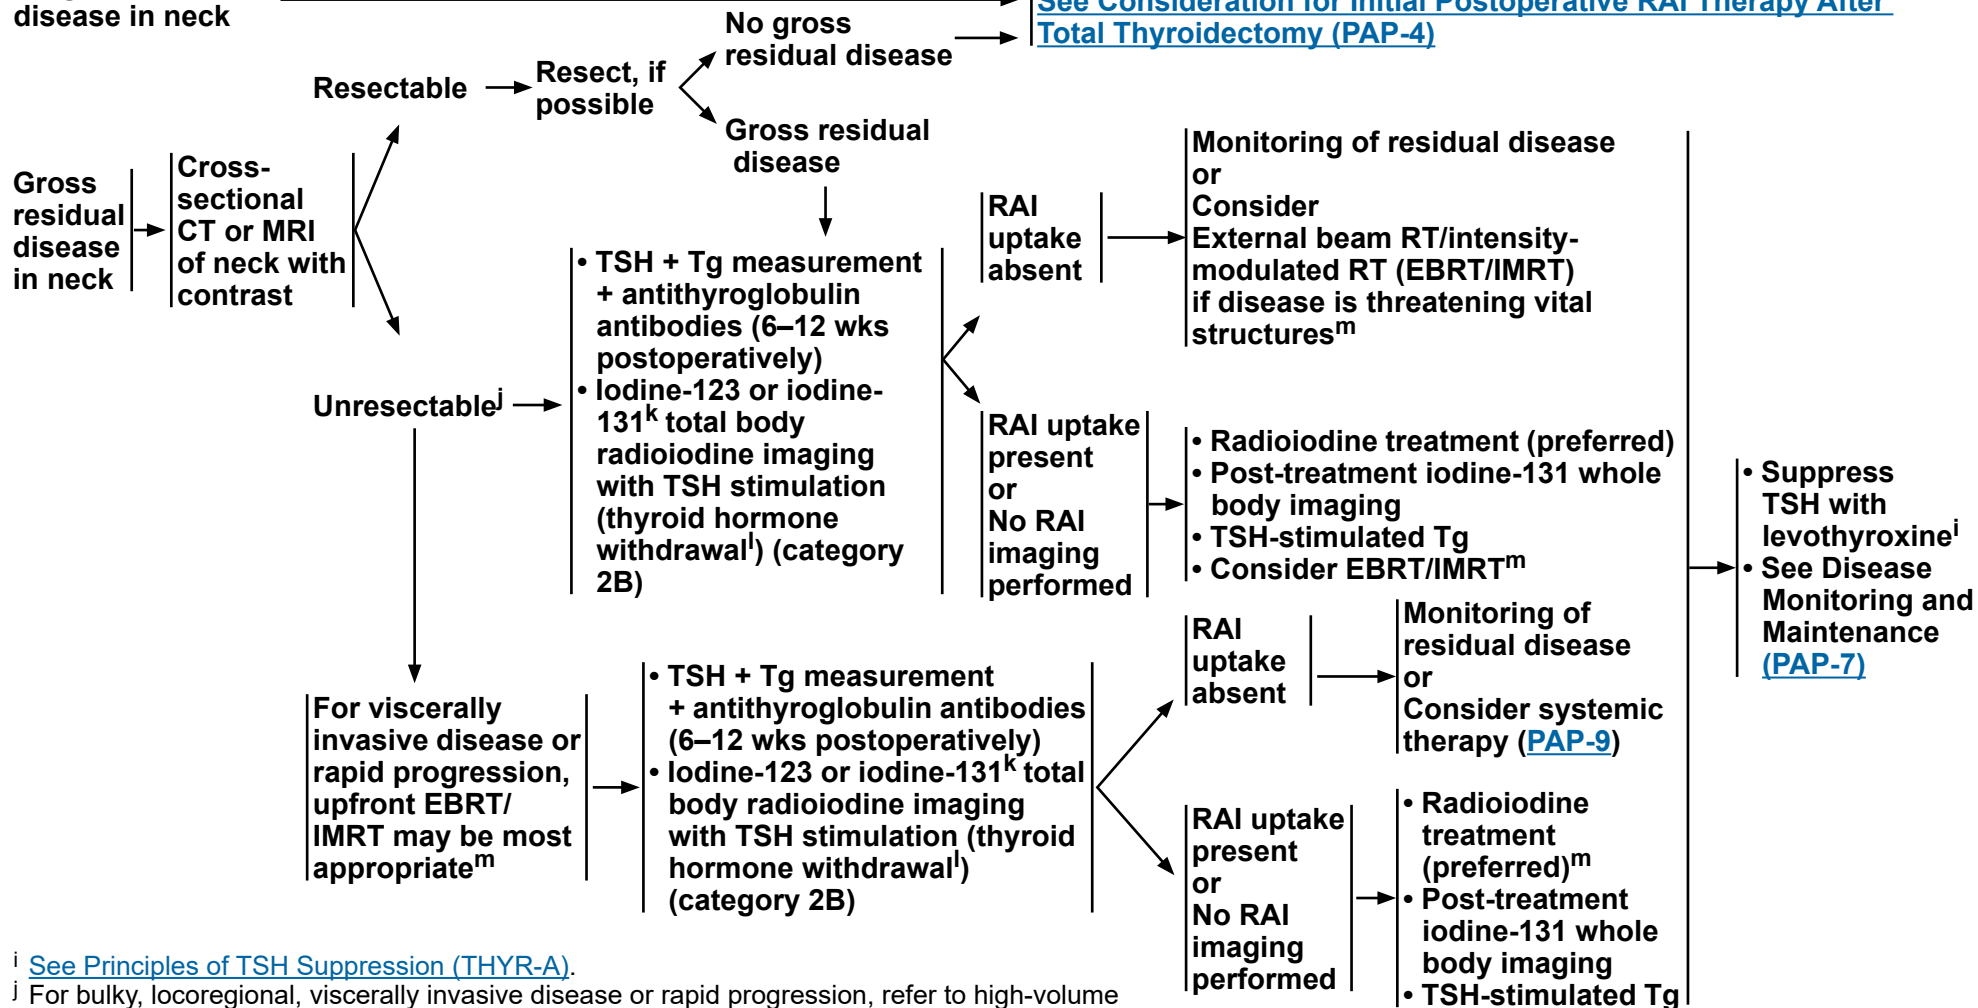 disease in neck
See Consideration for Initial Postoperative RAI Therapy After
Total Thyroidectomy (PAP-4)
No gross
residual disease
Resectable
Resect, if
possible
Gross residual
disease
Gross
residual
disease
in neck
Cross-
sectional
CT or MRI
of neck with
contrast
Unresectable^j
• TSH + Tg measurement
+ antithyroglobulin
antibodies (6–12 wks
postoperatively)
• Iodine-123 or iodine-
131^k total body
radioiodine imaging
with TSH stimulation
(thyroid hormone
withdrawal^l) (category
2B)
RAI
uptake
absent
Monitoring of residual disease
or
Consider
External beam RT/intensity-
modulated RT (EBRT/IMRT)
if disease is threatening vital
structures^m
RAI uptake
present
or
No RAI
imaging
performed
• Radioiodine treatment (preferred)
• Post-treatment iodine-131 whole
body imaging
• TSH-stimulated Tg
• Consider EBRT/IMRT^m
• Suppress
TSH with
levothyroxine^i
• See Disease
Monitoring and
Maintenance
(PAP-7)
For viscerally
invasive disease or
rapid progression,
upfront EBRT/
IMRT may be most
appropriate^m
• TSH + Tg measurement
+ antithyroglobulin antibodies
(6–12 wks postoperatively)
• Iodine-123 or iodine-131^k total
body radioiodine imaging
with TSH stimulation (thyroid
hormone withdrawal^l)
(category 2B)
RAI
uptake
absent
Monitoring of
residual disease
or
Consider systemic
therapy (PAP-9)
RAI uptake
present
or
No RAI
imaging
performed
• Radioiodine
treatment
(preferred)^m
• Post-treatment
iodine-131 whole
body imaging
• TSH-stimulated Tg
i See Principles of TSH Suppression (THYR-A).
j For bulky, locoregional, viscerally invasive disease or rapid progression, refer to high-volume